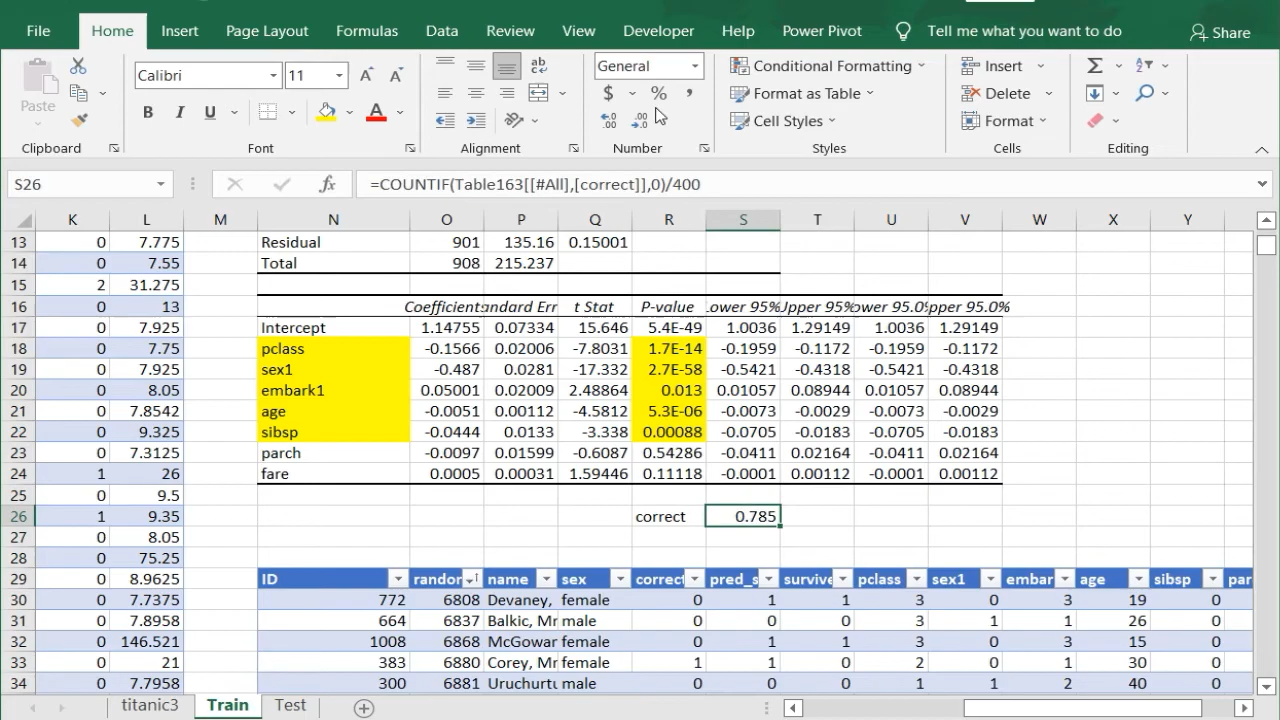 File Home Insert Page Layout Formulas Data Review View Developer Help Power Pivot Tell me what you want to do Share
Calibri 11 General Conditional Formatting Insert
Paste B I U A $ % , Format as Table Delete
Cell Styles Format
Clipboard Font Alignment Number Styles Cells Editing
S26 fx =COUNTIF(Table163[[#All],[correct]],0)/400
K L M N O P Q R S T U V W X Y
13 0 7.775 Residual 901 135.16 0.15001
14 0 7.55 Total 908 215.237
15 2 31.275
16 0 13 Coefficients andard Err t Stat P-value Lower 95% Upper 95% ower 95.0% pper 95.0%
17 0 7.925 Intercept 1.14755 0.07334 15.646 5.4E-49 1.0036 1.29149 1.0036 1.29149
18 0 7.75 pclass -0.1566 0.02006 -7.8031 1.7E-14 -0.1959 -0.1172 -0.1959 -0.1172
19 0 7.925 sex1 -0.487 0.0281 -17.332 2.7E-58 -0.5421 -0.4318 -0.5421 -0.4318
20 0 8.05 embark1 0.05001 0.02009 2.48864 0.013 0.01057 0.08944 0.01057 0.08944
21 0 7.8542 age -0.0051 0.00112 -4.5812 5.3E-06 -0.0073 -0.0029 -0.0073 -0.0029
22 0 9.325 sibsp -0.0444 0.0133 -3.338 0.00088 -0.0705 -0.0183 -0.0705 -0.0183
23 0 7.3125 parch -0.0097 0.01599 -0.6087 0.54286 -0.0411 0.02164 -0.0411 0.02164
24 1 26 fare 0.0005 0.00031 1.59446 0.11118 -0.0001 0.00112 -0.0001 0.00112
25 0 9.5
26 1 9.35 correct 0.785
27 0 8.05
28 0 75.25
29 0 8.9625 ID randor name sex correct pred_s survive pclass sex1 embar age sibsp par
30 0 7.7375 772 6808 Devaney, female 0 1 1 3 0 3 19 0
31 0 7.8958 664 6837 Balkic, Mr male 0 0 0 3 1 1 26 0
32 0 146.521 1008 6868 McGowar female 0 1 1 3 0 3 15 0
33 0 21 383 6880 Corey, Mr female 1 1 0 2 0 1 30 0
34 0 7.7958 300 6881 Uruchurtu male 0 0 0 1 1 2 40 0
titanic3 Train Test